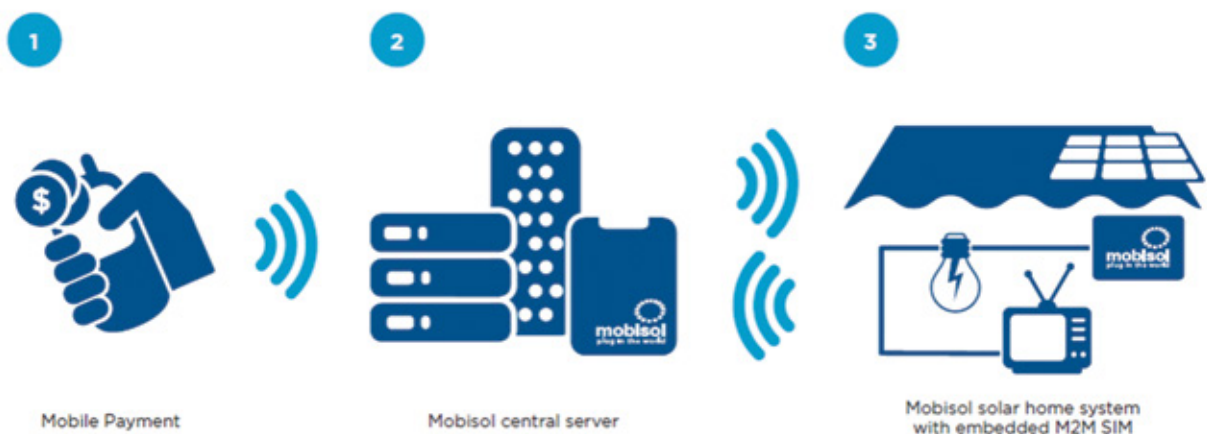 1
2
3
$
mobisol
plug in the world
mobisol
plug in the world
Mobile Payment
Mobisol central server
Mobisol solar home system
with embedded M2M SIM